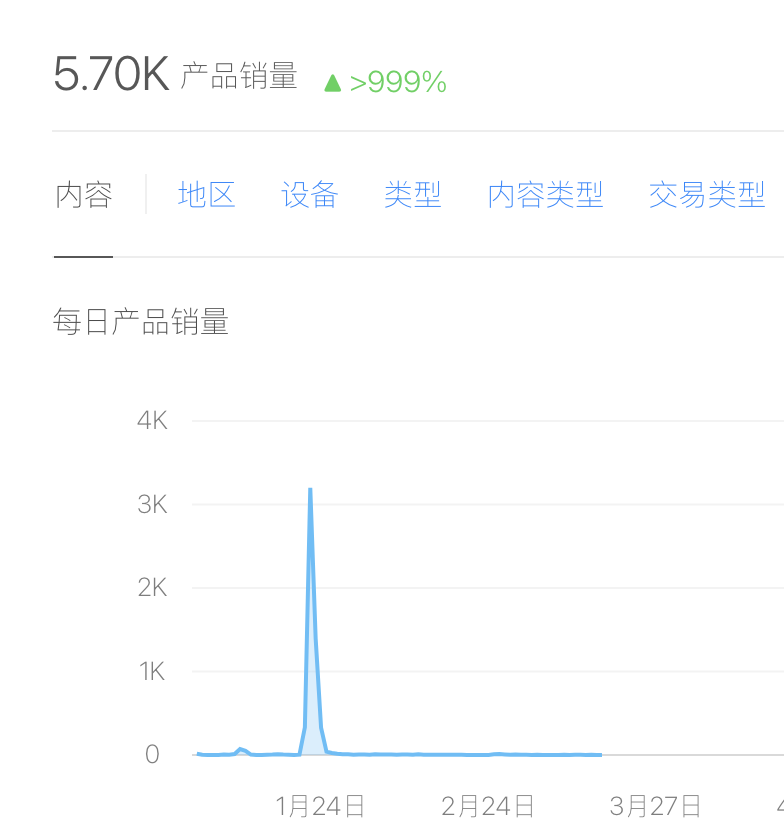 5.70K 产品销量 ▲ >999%
内容 地区 设备 类型 内容类型 交易类型
每日产品销量
4K
3K
2K
1K
0
1月24日 2月24日 3月27日